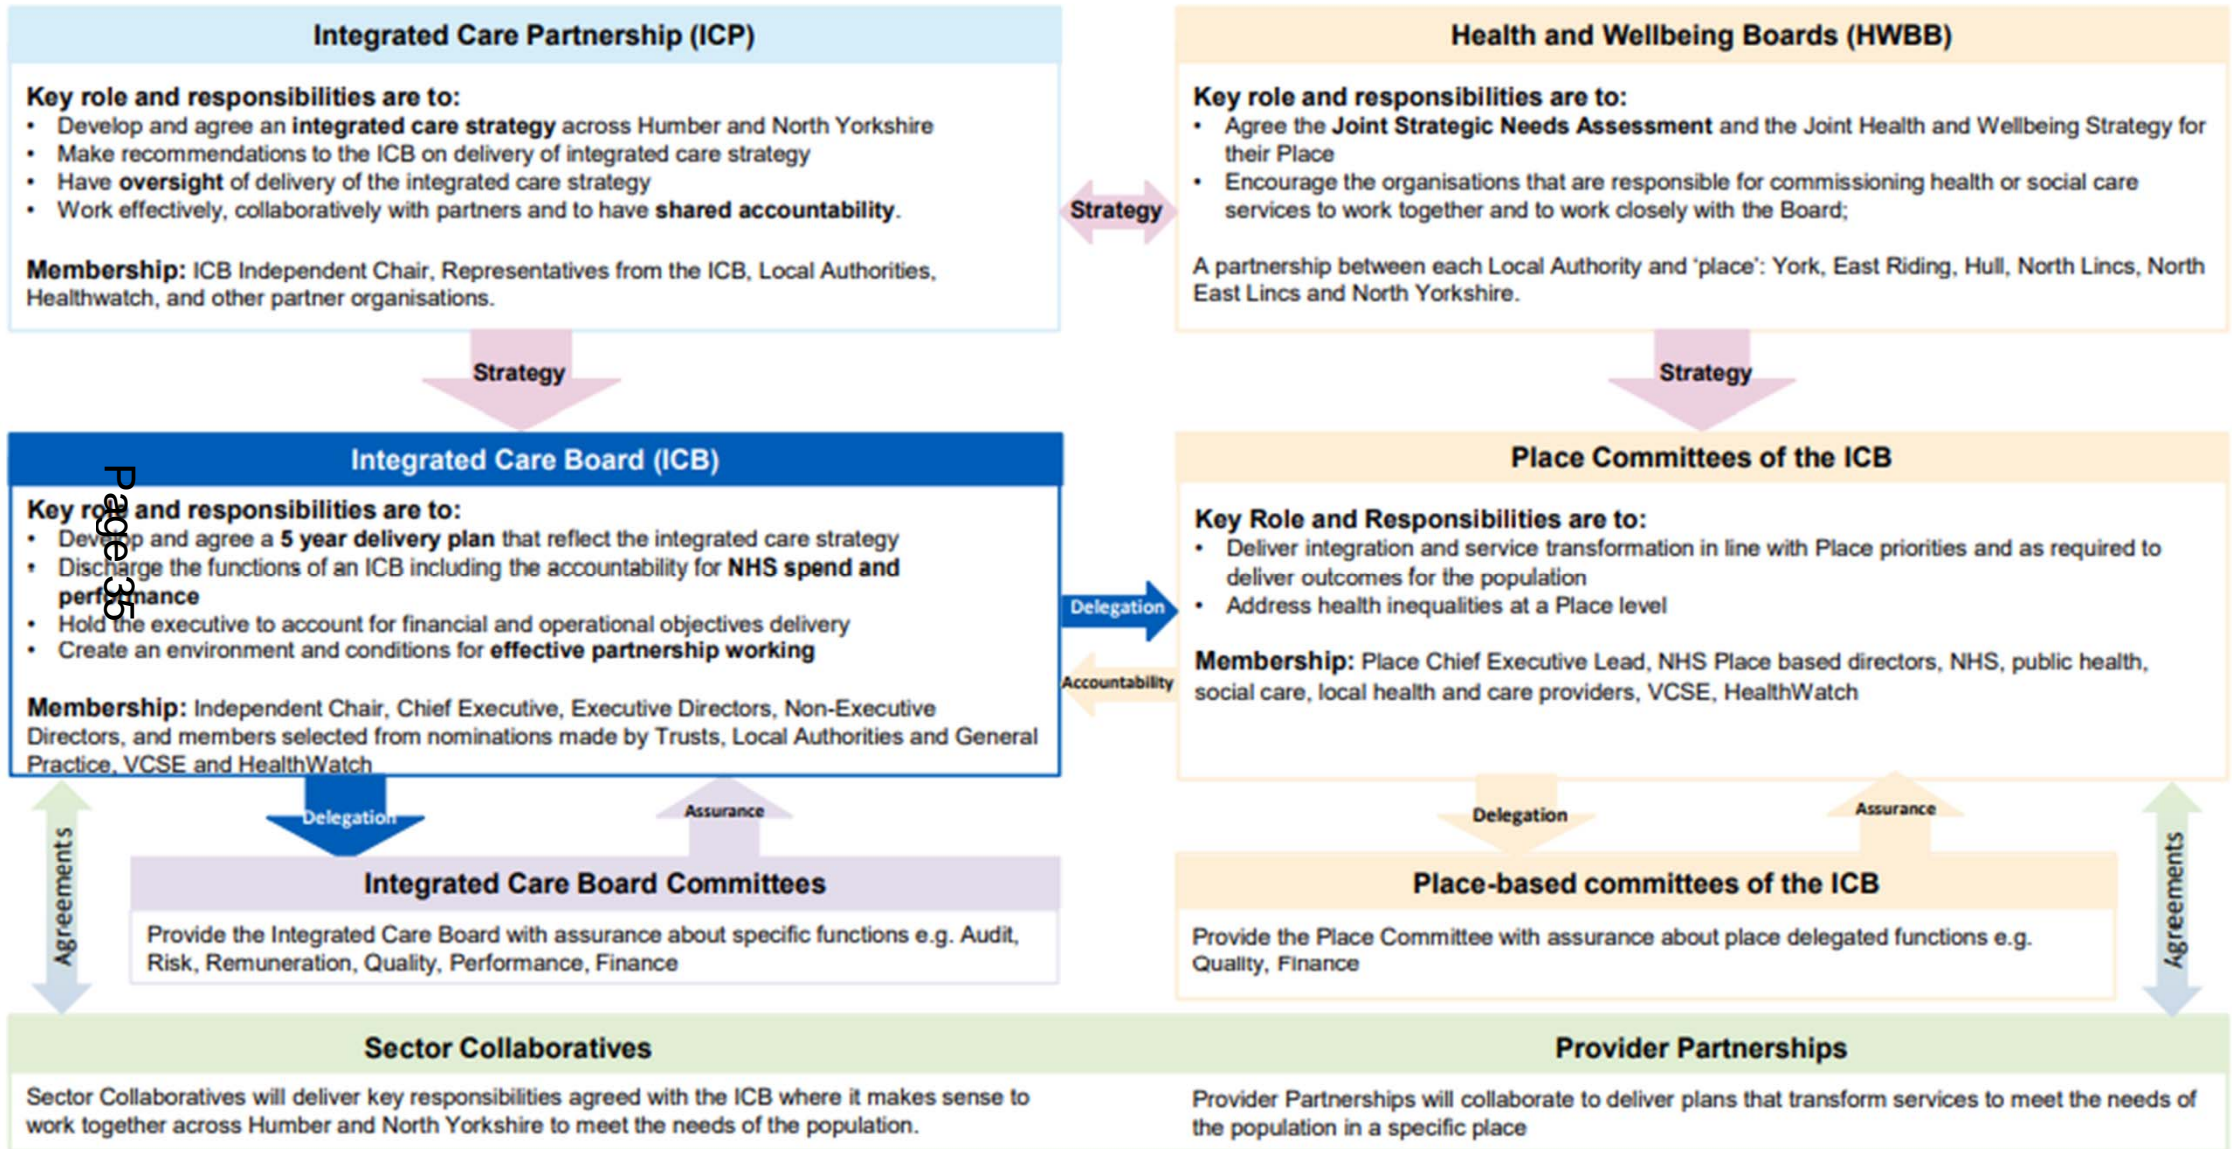 Integrated Care Partnership (ICP)
Key role and responsibilities are to:
• Develop and agree an integrated care strategy across Humber and North Yorkshire
• Make recommendations to the ICB on delivery of integrated care strategy
• Have oversight of delivery of the integrated care strategy
• Work effectively, collaboratively with partners and to have shared accountability.
Membership: ICB Independent Chair, Representatives from the ICB, Local Authorities,
Healthwatch, and other partner organisations.
Strategy
Health and Wellbeing Boards (HWBB)
Key role and responsibilities are to:
• Agree the Joint Strategic Needs Assessment and the Joint Health and Wellbeing Strategy for
their Place
• Encourage the organisations that are responsible for commissioning health or social care
services to work together and to work closely with the Board;
A partnership between each Local Authority and ‘place’: York, East Riding, Hull, North Lincs, North
East Lincs and North Yorkshire.
Strategy
Strategy
Integrated Care Board (ICB)
Page 35
Key role and responsibilities are to:
• Develop and agree a 5 year delivery plan that reflect the integrated care strategy
• Discharge the functions of an ICB including the accountability for NHS spend and
performance
• Hold the executive to account for financial and operational objectives delivery
• Create an environment and conditions for effective partnership working
Membership: Independent Chair, Chief Executive, Executive Directors, Non-Executive
Directors, and members selected from nominations made by Trusts, Local Authorities and General
Practice, VCSE and HealthWatch
Delegation
Accountability
Place Committees of the ICB
Key Role and Responsibilities are to:
• Deliver integration and service transformation in line with Place priorities and as required to
deliver outcomes for the population
• Address health inequalities at a Place level
Membership: Place Chief Executive Lead, NHS Place based directors, NHS, public health,
social care, local health and care providers, VCSE, HealthWatch
Agreements
Delegation
Assurance
Delegation
Assurance
Agreements
Integrated Care Board Committees
Provide the Integrated Care Board with assurance about specific functions e.g. Audit,
Risk, Remuneration, Quality, Performance, Finance
Place-based committees of the ICB
Provide the Place Committee with assurance about place delegated functions e.g.
Quality, Finance
Sector Collaboratives
Sector Collaboratives will deliver key responsibilities agreed with the ICB where it makes sense to
work together across Humber and North Yorkshire to meet the needs of the population.
Provider Partnerships
Provider Partnerships will collaborate to deliver plans that transform services to meet the needs of
the population in a specific place